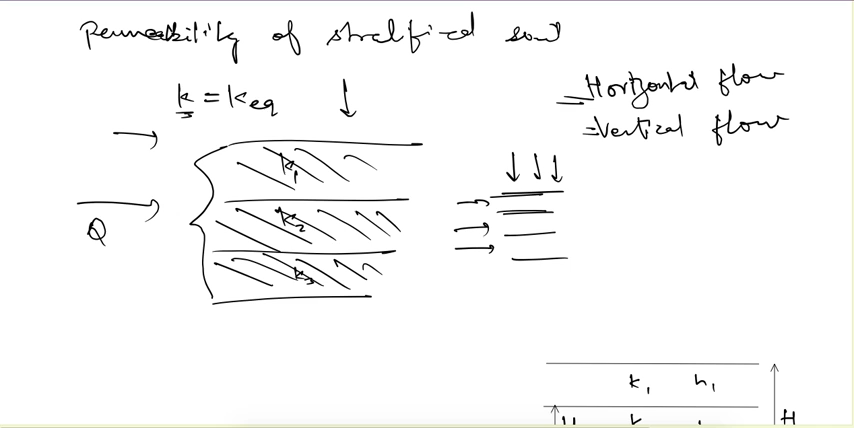 Permeability of stratified soil
k = keq
= Horizontal flow
= Vertical flow
k1
Q
k2
k3
k1 h1
H